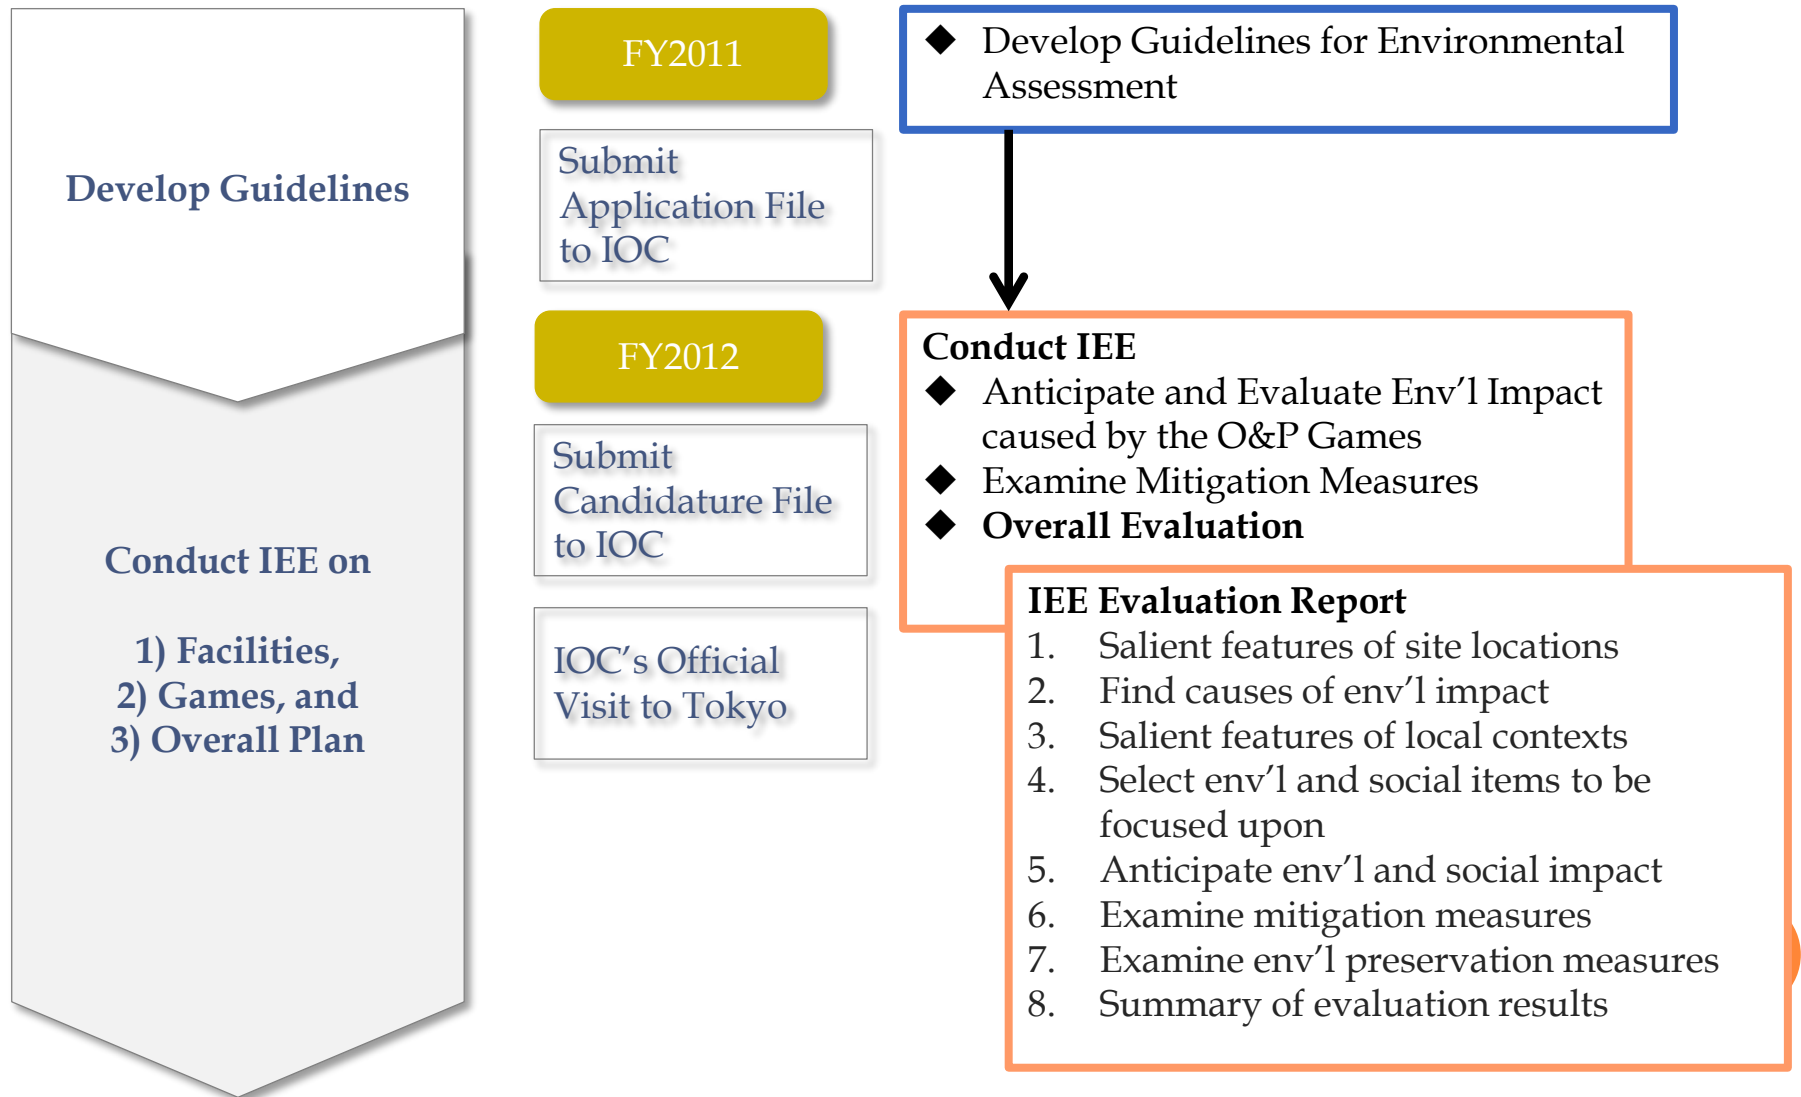 Develop Guidelines
Conduct IEE on
1) Facilities,
2) Games, and
3) Overall Plan
FY2011
Submit
Application File
to IOC
FY2012
Submit
Candidature File
to IOC
IOC's Official
Visit to Tokyo
◆ Develop Guidelines for Environmental
Assessment
Conduct IEE
◆ Anticipate and Evaluate Env'l Impact
caused by the O&P Games
◆ Examine Mitigation Measures
◆ Overall Evaluation
IEE Evaluation Report
1. Salient features of site locations
2. Find causes of env'l impact
3. Salient features of local contexts
4. Select env'l and social items to be
focused upon
5. Anticipate env'l and social impact
6. Examine mitigation measures
7. Examine env'l preservation measures
8. Summary of evaluation results